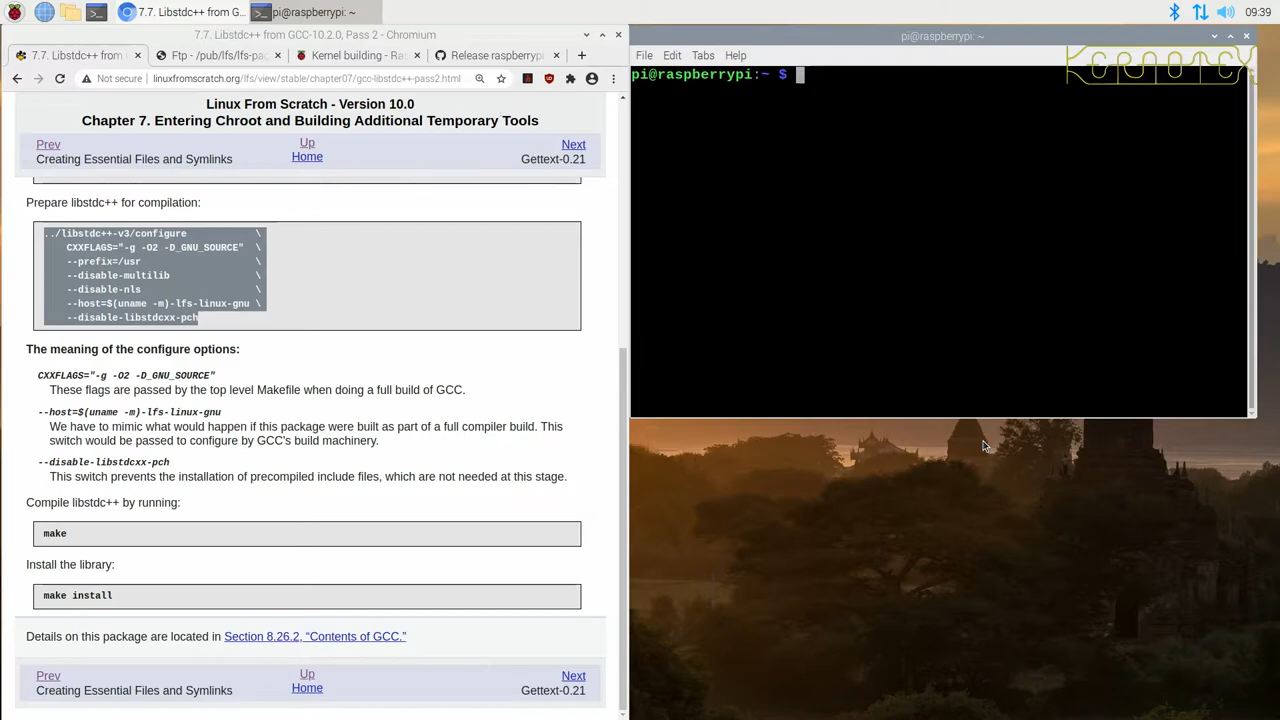 7.7. Libstdc++ from G...
pi@raspberrypi: ~
09:39
7.7. Libstdc++ from GCC-10.2.0, Pass 2 - Chromium
7.7. Libstdc++ from
Ftp - /pub/lfs/lfs-pac
Kernel building - Ras
Release raspberrypi
Not secure
linuxfromscratch.org/lfs/view/stable/chapter07/gcc-libstdc++-pass2.html
Linux From Scratch - Version 10.0
Chapter 7. Entering Chroot and Building Additional Temporary Tools
Prev
Up
Next
Creating Essential Files and Symlinks
Home
Gettext-0.21
Prepare libstdc++ for compilation:
../libstdc++-v3/configure \
CXXFLAGS="-g -O2 -D_GNU_SOURCE" \
--prefix=/usr \
--disable-multilib \
--disable-nls \
--host=$(uname -m)-lfs-linux-gnu \
--disable-libstdcxx-pch
The meaning of the configure options:
CXXFLAGS="-g -O2 -D_GNU_SOURCE"
These flags are passed by the top level Makefile when doing a full build of GCC.
--host=$(uname -m)-lfs-linux-gnu
We have to mimic what would happen if this package were built as part of a full compiler build. This
switch would be passed to configure by GCC's build machinery.
--disable-libstdcxx-pch
This switch prevents the installation of precompiled include files, which are not needed at this stage.
Compile libstdc++ by running:
make
Install the library:
make install
Details on this package are located in Section 8.26.2, “Contents of GCC.”
Prev
Up
Next
Creating Essential Files and Symlinks
Home
Gettext-0.21
pi@raspberrypi: ~
File Edit Tabs Help
pi@raspberrypi:~ $